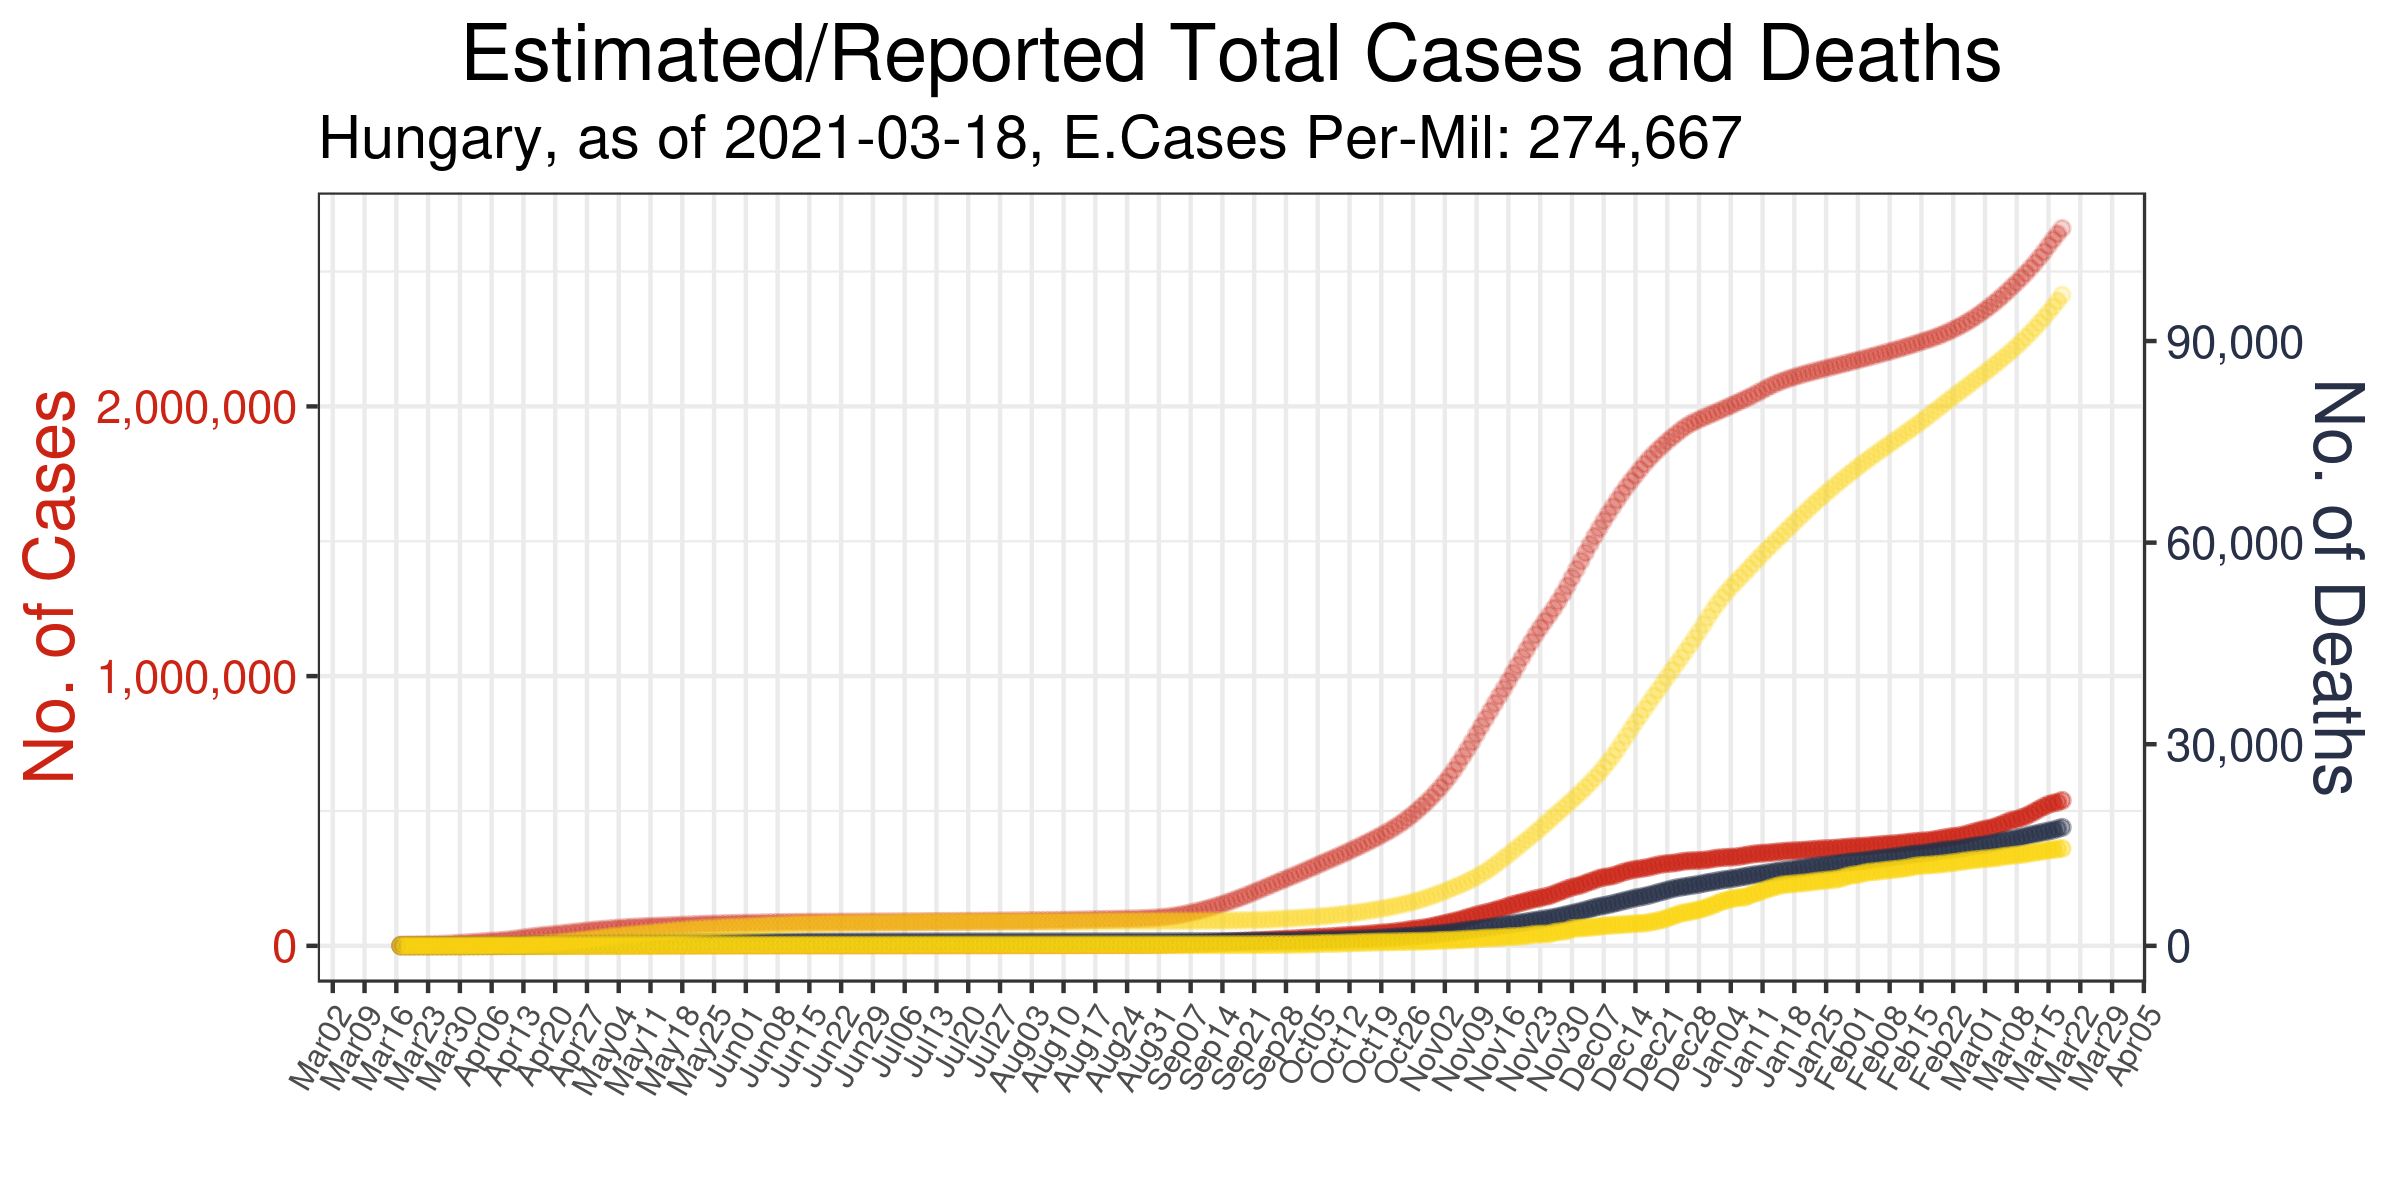 Estimated/Reported Total Cases and Deaths
Hungary, as of 2021-03-18, E.Cases Per-Mil: 274,667
No. of Cases
2,000,000
1,000,000
0
90,000
60,000
30,000
0
No. of Deaths
Mar02 Mar09 Mar16 Mar23 Mar30 Apr06 Apr13 Apr20 Apr27 May04 May11 May18 May25 Jun01 Jun08 Jun15 Jun22 Jun29 Jul06 Jul13 Jul20 Jul27 Aug03 Aug10 Aug17 Aug24 Aug31 Sep07 Sep14 Sep21 Sep28 Oct05 Oct12 Oct19 Oct26 Nov02 Nov09 Nov16 Nov23 Nov30 Dec07 Dec14 Dec21 Dec28 Dec04 Jan11 Jan18 Jan25 Feb01 Feb08 Feb15 Feb22 Mar01 Mar08 Mar15 Mar22 Mar29 Apr05